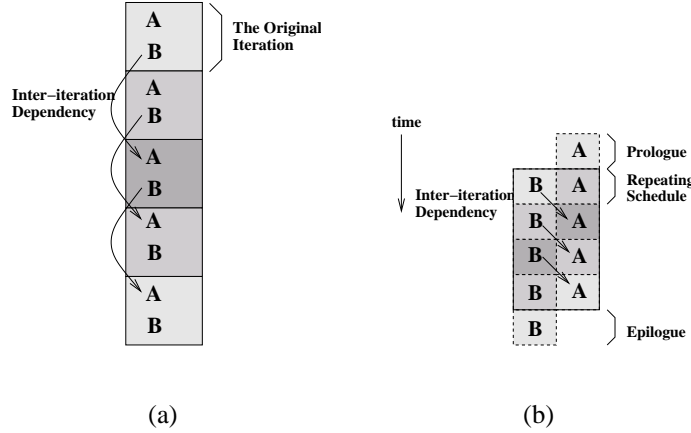 A
B
The Original
Iteration
Inter-iteration
Dependency
A
B
A
B
A
B
A
B
(a)
time
A
Prologue
B A
Repeating
Schedule
Inter-iteration
Dependency
B A
B A
B A
B
Epilogue
(b)